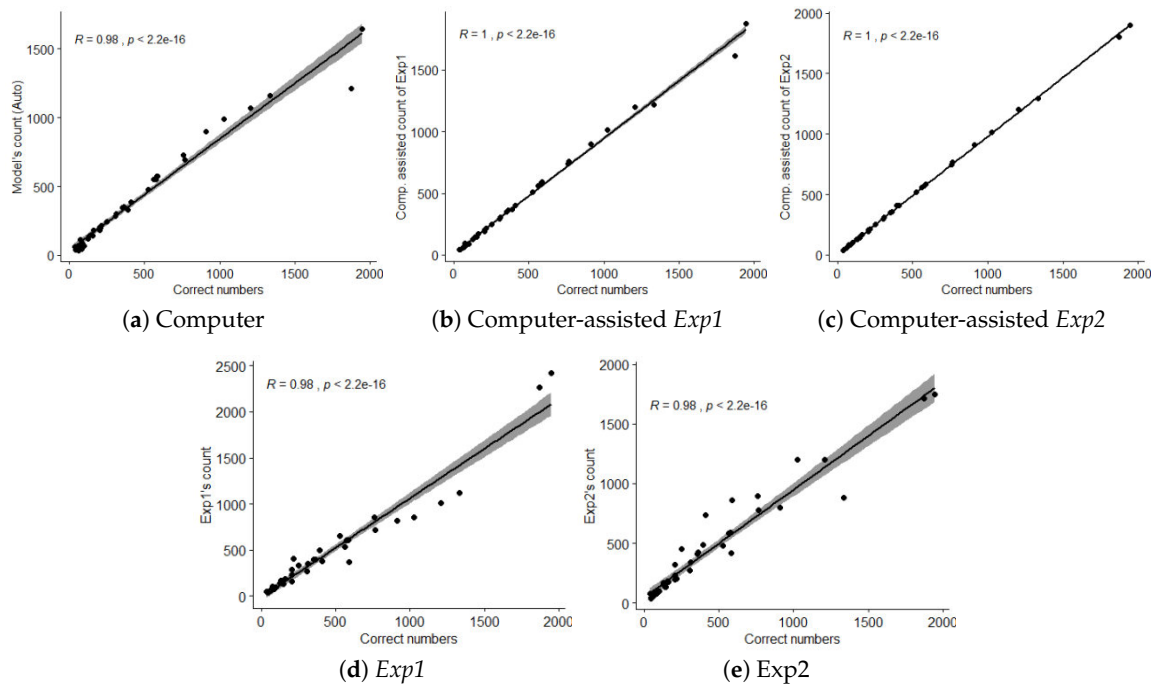 R = 0.98 , p < 2.2e-16
Model's count (Auto)
1500
1000
500
0
0 500 1000 1500 2000
Correct numbers
(a) Computer
R = 1 , p < 2.2e-16
Comp. assisted count of Exp1
1500
1000
500
0
0 500 1000 1500 2000
Correct numbers
(b) Computer-assisted Exp1
R = 1 , p < 2.2e-16
Comp. assisted count of Exp2
2000
1500
1000
500
0
0 500 1000 1500 2000
Correct numbers
(c) Computer-assisted Exp2
R = 0.98 , p < 2.2e-16
Exp1's count
2500
2000
1500
1000
500
0
0 500 1000 1500 2000
Correct numbers
(d) Exp1
R = 0.98 , p < 2.2e-16
Exp2's count
2000
1500
1000
500
0
0 500 1000 1500 2000
Correct numbers
(e) Exp2